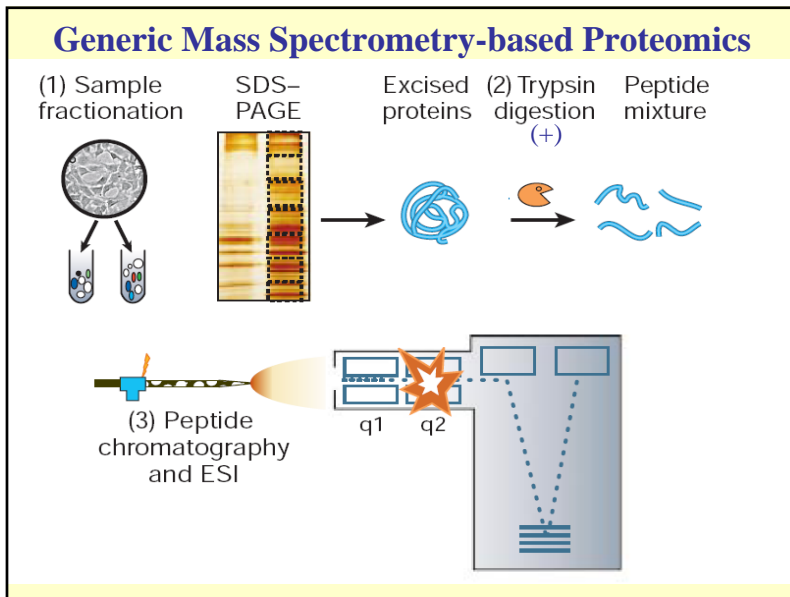 Generic Mass Spectrometry-based Proteomics
(1) Sample
fractionation
SDS–
PAGE
Excised
proteins
(2) Trypsin
digestion
(+)
Peptide
mixture
(3) Peptide
chromatography
and ESI
q1
q2